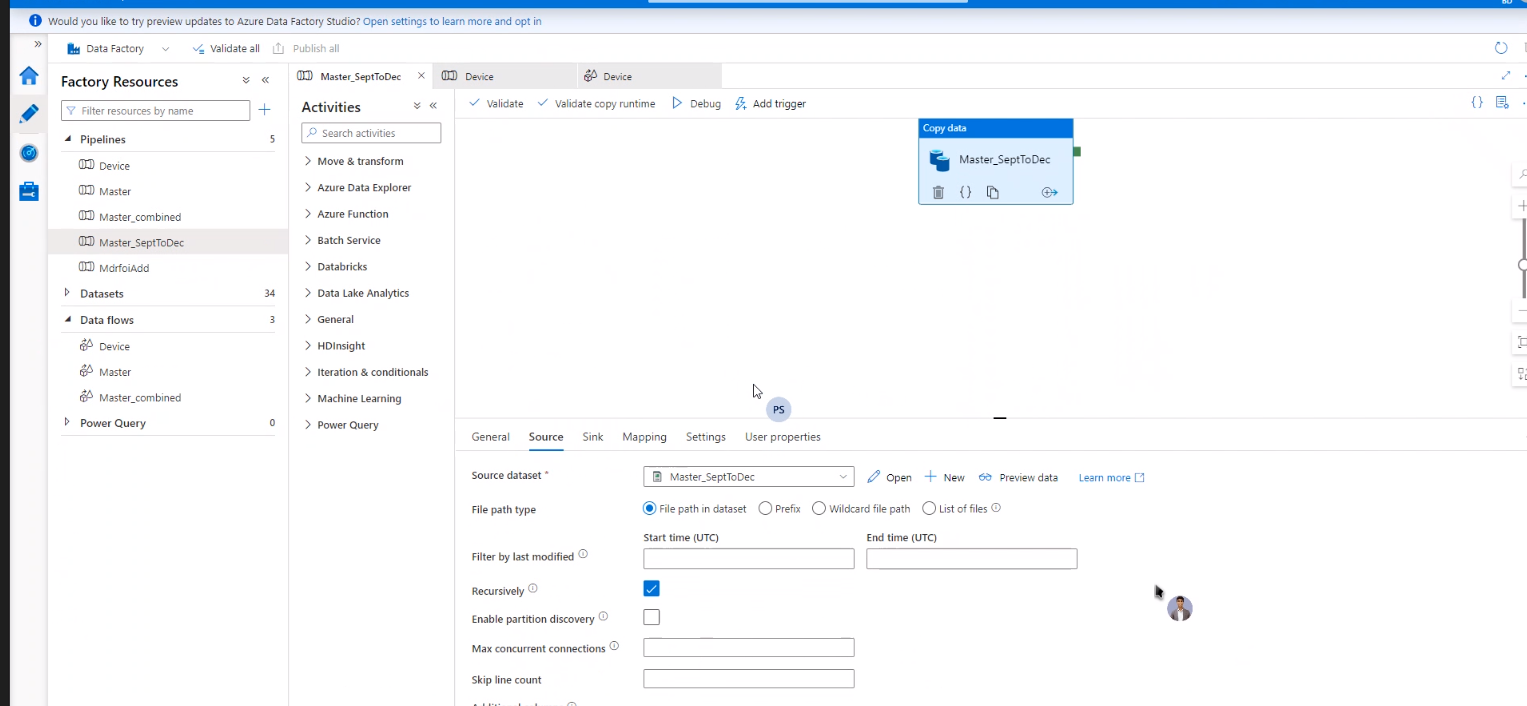 BD
Would you like to try preview updates to Azure Data Factory Studio? Open settings to learn more and opt in
Data Factory
Validate all
Publish all
Factory Resources
Filter resources by name
Pipelines 5
Device
Master
Master_combined
Master_SeptToDec
MdrfoiAdd
Datasets 34
Data flows 3
Device
Master
Master_combined
Power Query 0
Master_SeptToDec
Device
Device
Activities
Search activities
Move & transform
Azure Data Explorer
Azure Function
Batch Service
Databricks
Data Lake Analytics
General
HDInsight
Iteration & conditionals
Machine Learning
Power Query
Validate
Validate copy runtime
Debug
Add trigger
Copy data
Master_SeptToDec
PS
General Source Sink Mapping Settings User properties
Source dataset *
Master_SeptToDec
Open New Preview data Learn more
File path type
File path in dataset Prefix Wildcard file path List of files
Start time (UTC) End time (UTC)
Filter by last modified
Recursively
Enable partition discovery
Max concurrent connections
Skip line count